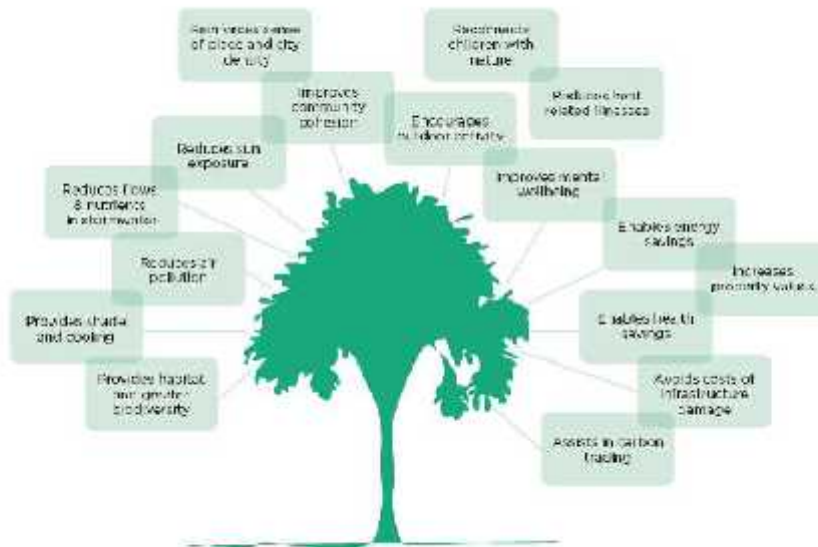 Reinforces sense
of place and city
density
Reconnects
children with
nature
Improves
community
cohesion
Reduces heat
related illnesses
Encourages
outdoor activity
Reduces sun
exposure
Improves mental
wellbeing
Reduces flows
& nutrients
in stormwater
Enables energy
savings
Reduces air
pollution
Increases
property values
Provides shade
and cooling
Enables health
savings
Provides habitat
and greater
biodiversity
Avoids costs of
infrastructure
damage
Assists in carbon
trading